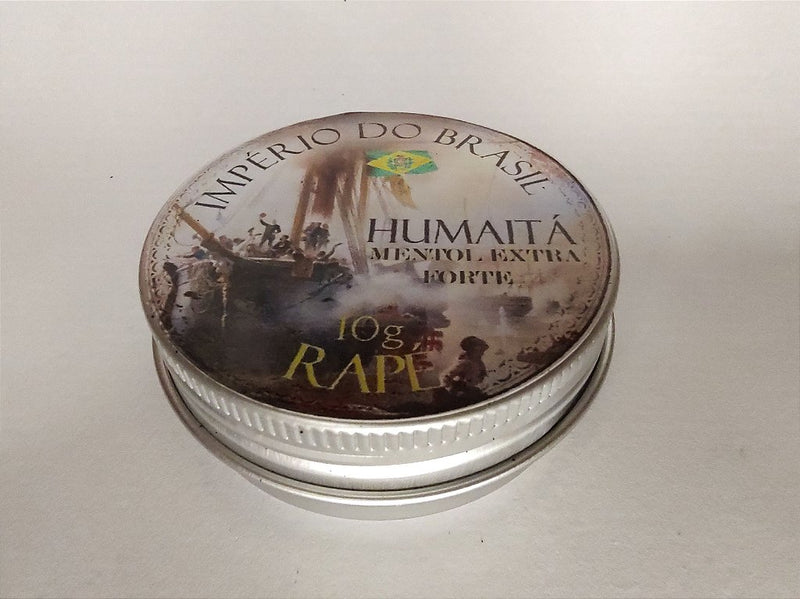 IMPÉRIO DO BRASIL
HUMAITÁ
MENTOL EXTRA
FORTE
10g
RAPÉ